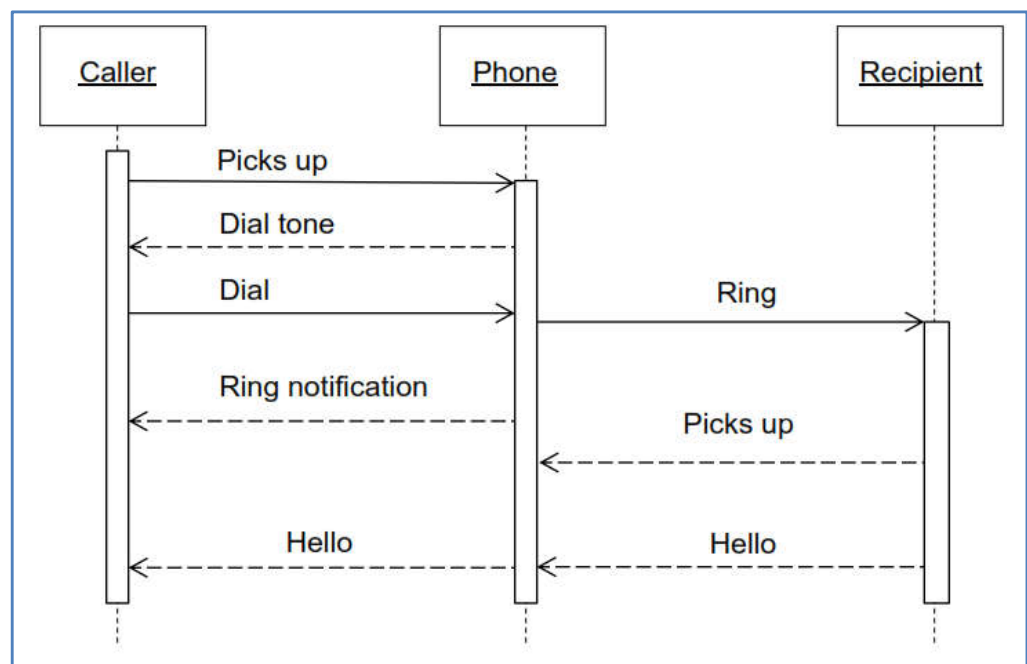 Caller
Phone
Recipient
Picks up
Dial tone
Dial
Ring
Ring notification
Picks up
Hello
Hello